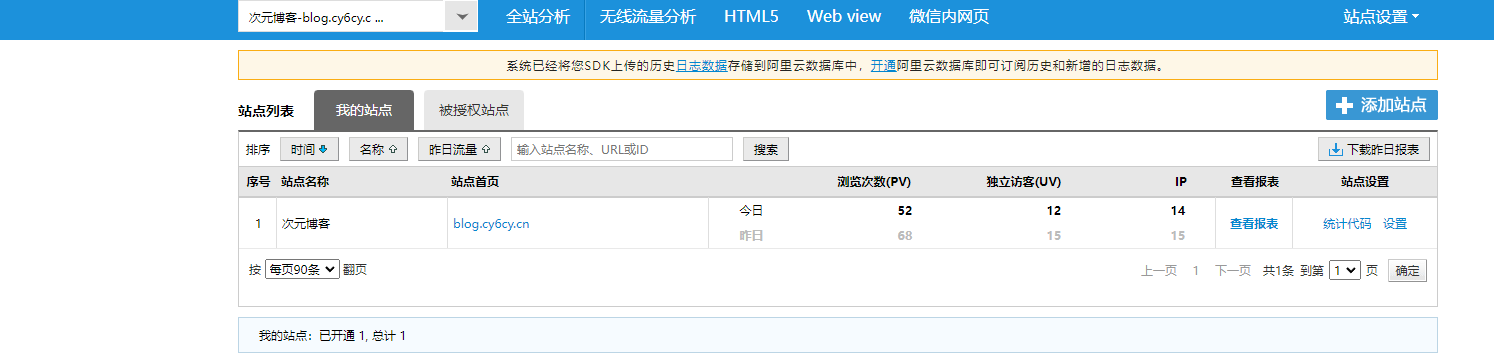 次元博客-blog.cy6cy.c ... 全站分析 无线流量分析 HTML5 Web view 微信内网页 站点设置
系统已经将您SDK上传的历史日志数据存储到阿里云数据库中，开通阿里云数据库即可订阅历史和新增的日志数据。
站点列表 我的站点 被授权站点 添加站点
排序 时间 名称 昨日流量 输入站点名称、URL或ID 搜索 下载昨日报表
序号 站点名称 站点首页 浏览次数(PV) 独立访客(UV) IP 查看报表 站点设置
今日 52 12 14
1 次元博客 blog.cy6cy.cn 查看报表 统计代码 设置
昨日 68 15 15
按 每页90条 翻页 上一页 1 下一页 共1条 到第 1 页 确定
我的站点：已开通 1, 总计 1